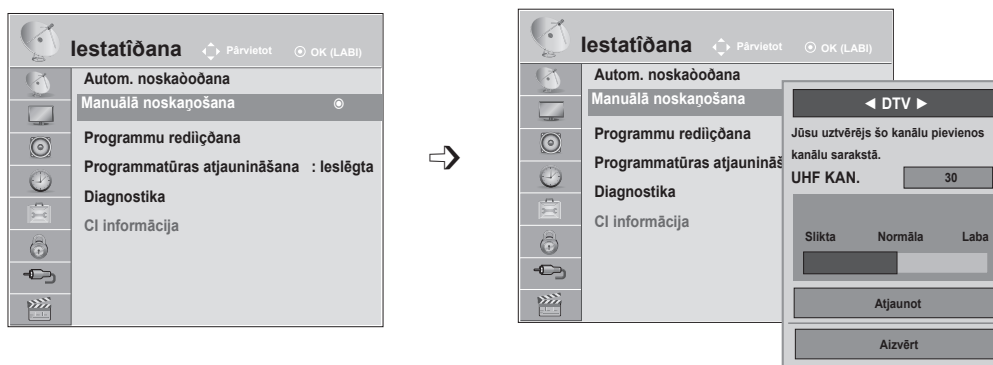 Iestatîðana Pārvietot OK (LABI)
Autom. noskaòoðana
Manuālā noskaņošana
Programmu rediìçðana
Programmatūras atjaunināšana : Ieslēgta
Diagnostika
CI informācija
Iestatîðana Pārvietot OK (LABI)
Autom. noskaòoðana
Manuālā noskaņošana
Programmu rediìçðana
Programmatūras atjaunināš
Diagnostika
CI informācija
◄ DTV ►
Jūsu uztvērējs šo kanālu pievienos
kanālu sarakstā.
UHF KAN. 30
Slikta Normāla Laba
Atjaunot
Aizvērt